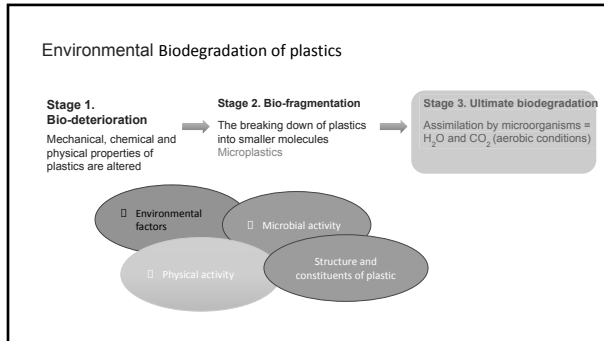 Environmental Biodegradation of plastics
Stage 1.
Bio-deterioration
Mechanical, chemical and
physical properties of
plastics are altered
Stage 2. Bio-fragmentation
The breaking down of plastics
into smaller molecules
Microplastics
Stage 3. Ultimate biodegradation
Assimilation by microorganisms =
H₂O and CO₂ (aerobic conditions)
Environmental
factors
Microbial activity
Physical activity
Structure and
constituents of plastic